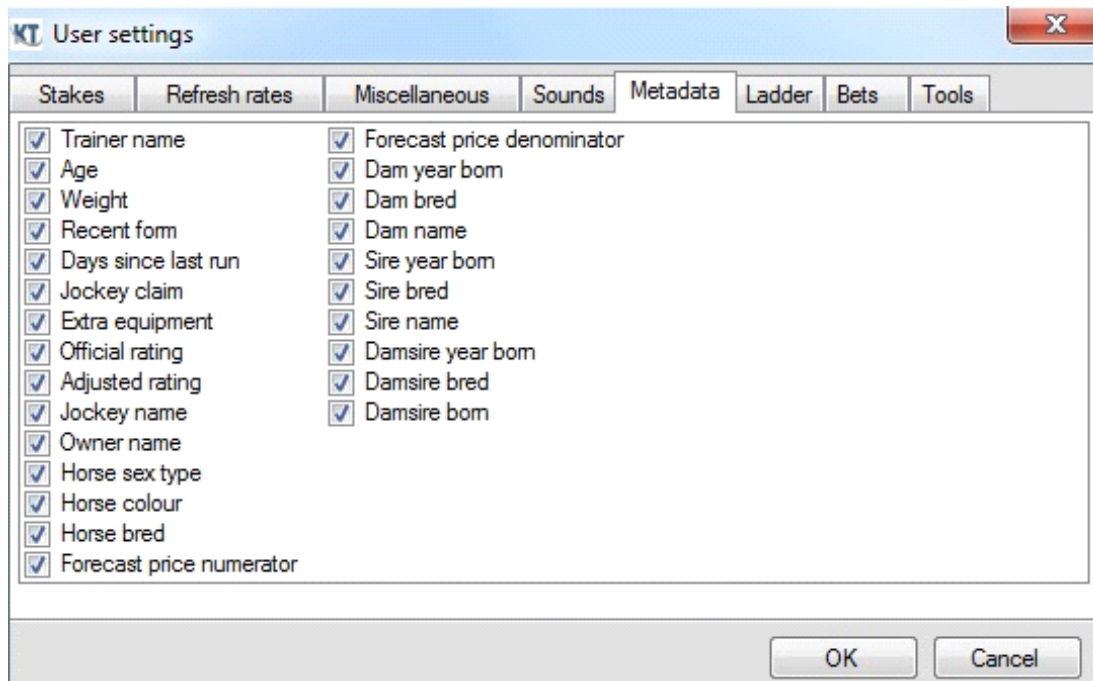 KT User settings
Stakes Refresh rates Miscellaneous Sounds Metadata Ladder Bets Tools
Trainer name
Age
Weight
Recent form
Days since last run
Jockey claim
Extra equipment
Official rating
Adjusted rating
Jockey name
Owner name
Horse sex type
Horse colour
Horse bred
Forecast price numerator
Forecast price denominator
Dam year born
Dam bred
Dam name
Sire year born
Sire bred
Sire name
Damsire year born
Damsire bred
Damsire born
OK Cancel